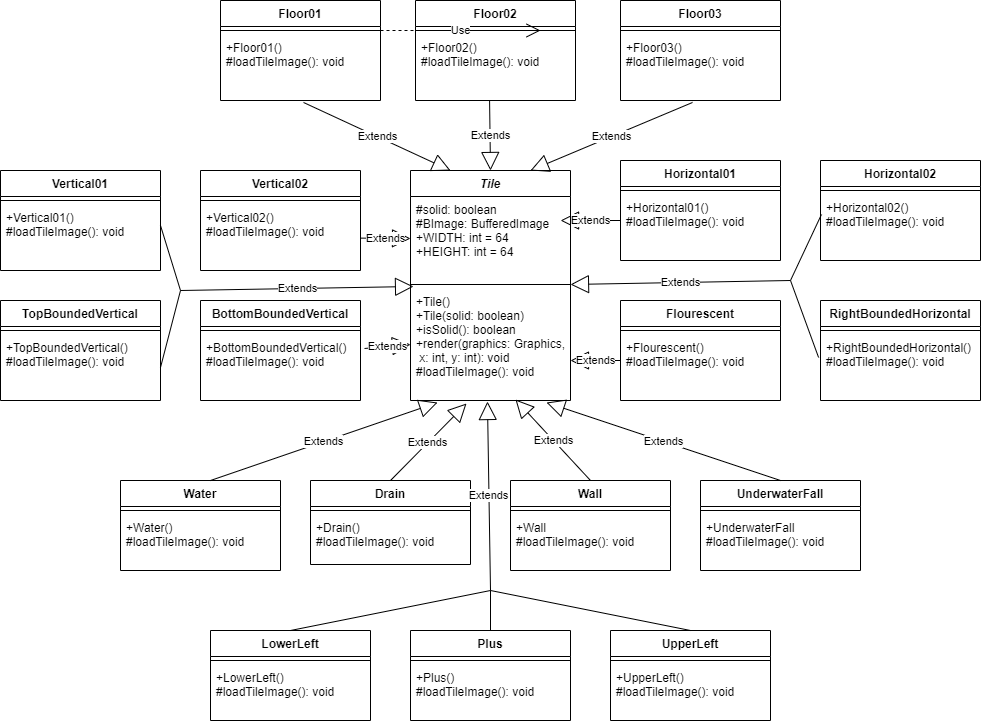 Floor01
+Floor01()
#loadTileImage(): void
Use
Floor02
+Floor02()
#loadTileImage(): void
Floor03
+Floor03()
#loadTileImage(): void
Extends
Extends
Extends
Vertical01
+Vertical01()
#loadTileImage(): void
Vertical02
+Vertical02()
#loadTileImage(): void
Extends
Tile
#solid: boolean
#BImage: BufferedImage
+WIDTH: int = 64
+HEIGHT: int = 64
+Tile()
+Tile(solid: boolean)
+isSolid(): boolean
+render(graphics: Graphics,
x: int, y: int): void
#loadTileImage(): void
Extends
Horizontal01
+Horizontal01()
#loadTileImage(): void
Horizontal02
+Horizontal02()
#loadTileImage(): void
Extends
Extends
TopBoundedVertical
+TopBoundedVertical()
#loadTileImage(): void
BottomBoundedVertical
+BottomBoundedVertical()
#loadTileImage(): void
Extends
Extends
Flourescent
+Flourescent()
#loadTileImage(): void
RightBoundedHorizontal
+RightBoundedHorizontal()
#loadTileImage(): void
Extends
Extends
Extends
Extends
Extends
Water
+Water()
#loadTileImage(): void
Drain
+Drain()
#loadTileImage(): void
Wall
+Wall
#loadTileImage(): void
UnderwaterFall
+UnderwaterFall
#loadTileImage(): void
LowerLeft
+LowerLeft()
#loadTileImage(): void
Plus
+Plus()
#loadTileImage(): void
UpperLeft
+UpperLeft()
#loadTileImage(): void